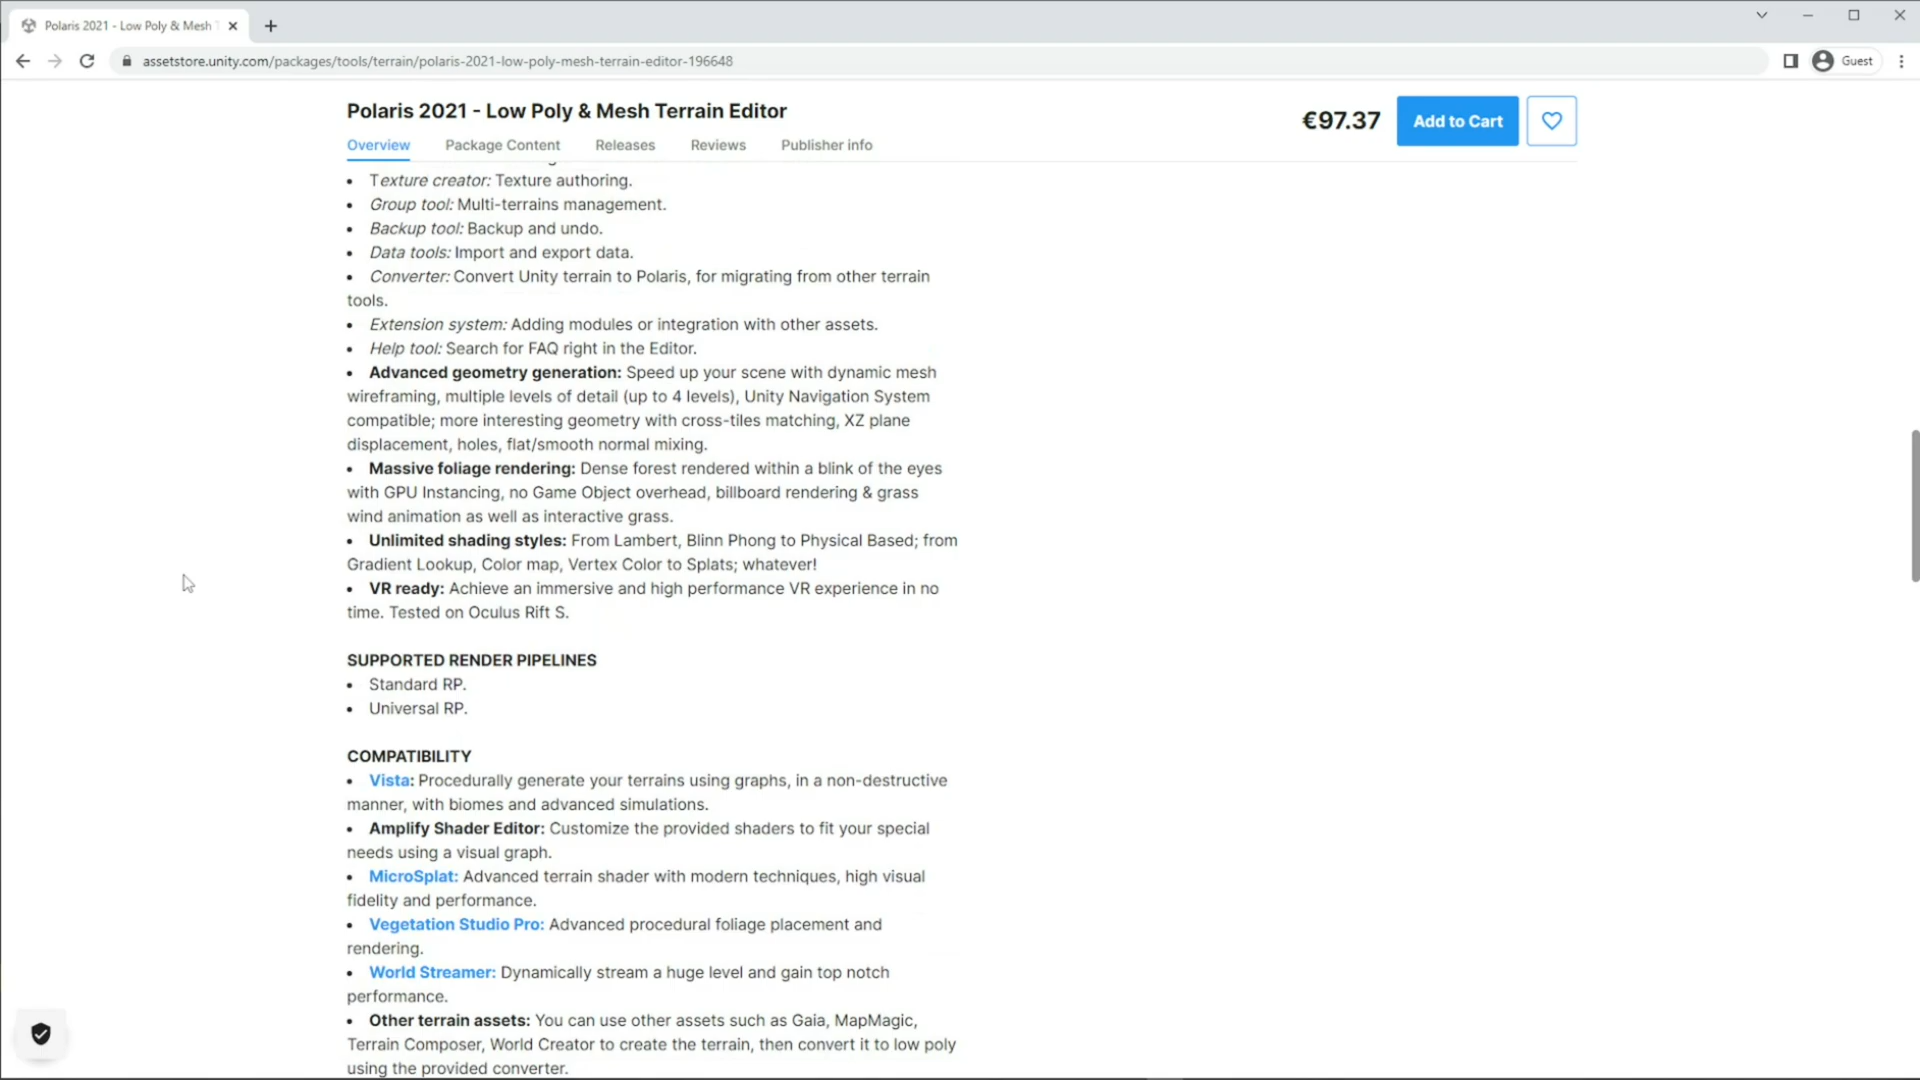 Polaris 2021 - Low Poly & Mesh T
assetstore.unity.com/packages/tools/terrain/polaris-2021-low-poly-mesh-terrain-editor-196648
Guest
Polaris 2021 - Low Poly & Mesh Terrain Editor
€97.37
Add to Cart
Overview Package Content Releases Reviews Publisher info
• Texture creator: Texture authoring.
• Group tool: Multi-terrains management.
• Backup tool: Backup and undo.
• Data tools: Import and export data.
• Converter: Convert Unity terrain to Polaris, for migrating from other terrain
tools.
• Extension system: Adding modules or integration with other assets.
• Help tool: Search for FAQ right in the Editor.
• Advanced geometry generation: Speed up your scene with dynamic mesh
wireframing, multiple levels of detail (up to 4 levels), Unity Navigation System
compatible; more interesting geometry with cross-tiles matching, XZ plane
displacement, holes, flat/smooth normal mixing.
• Massive foliage rendering: Dense forest rendered within a blink of the eyes
with GPU Instancing, no Game Object overhead, billboard rendering & grass
wind animation as well as interactive grass.
• Unlimited shading styles: From Lambert, Blinn Phong to Physical Based; from
Gradient Lookup, Color map, Vertex Color to Splats; whatever!
• VR ready: Achieve an immersive and high performance VR experience in no
time. Tested on Oculus Rift S.
SUPPORTED RENDER PIPELINES
• Standard RP.
• Universal RP.
COMPATIBILITY
• Vista: Procedurally generate your terrains using graphs, in a non-destructive
manner, with biomes and advanced simulations.
• Amplify Shader Editor: Customize the provided shaders to fit your special
needs using a visual graph.
• MicroSplat: Advanced terrain shader with modern techniques, high visual
fidelity and performance.
• Vegetation Studio Pro: Advanced procedural foliage placement and
rendering.
• World Streamer: Dynamically stream a huge level and gain top notch
performance.
• Other terrain assets: You can use other assets such as Gaia, MapMagic,
Terrain Composer, World Creator to create the terrain, then convert it to low poly
using the provided converter.